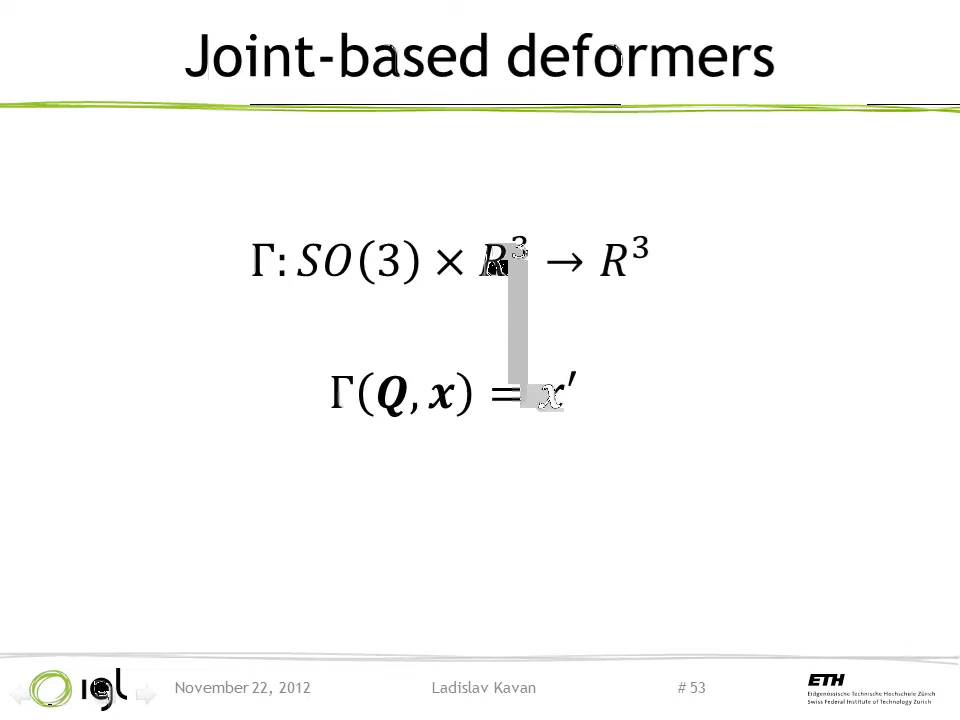 Joint-based deformers
Γ: SO(3) × R³ → R³
Γ(Q, x) = x′
igl
November 22, 2012
Ladislav Kavan
# 53
ETH
Eidgenössische Technische Hochschule Zürich
Swiss Federal Institute of Technology Zurich